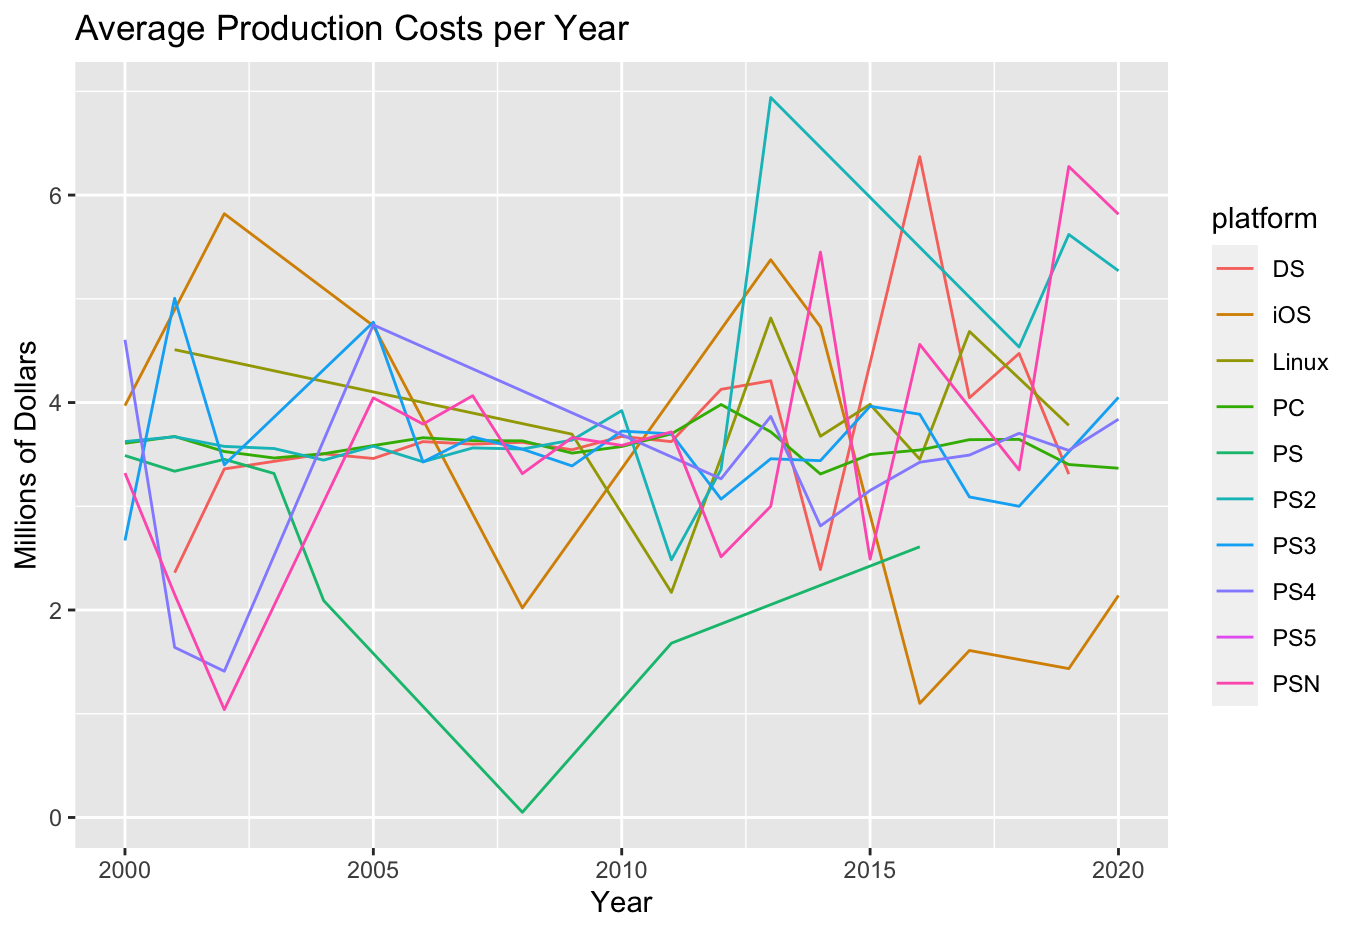 Average Production Costs per Year
Millions of Dollars
6
4
2
0
2000 2005 2010 2015 2020
Year
platform
DS
iOS
Linux
PC
PS
PS2
PS3
PS4
PS5
PSN